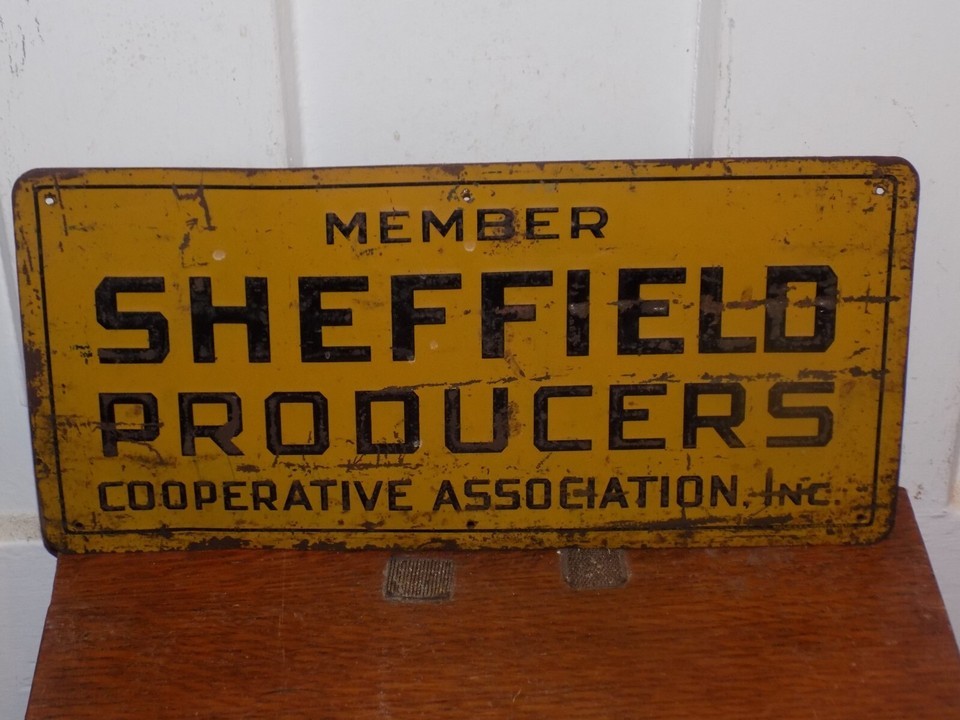 MEMBER
SHEFFIELD
PRODUCERS
COOPERATIVE ASSOCIATION, INC.